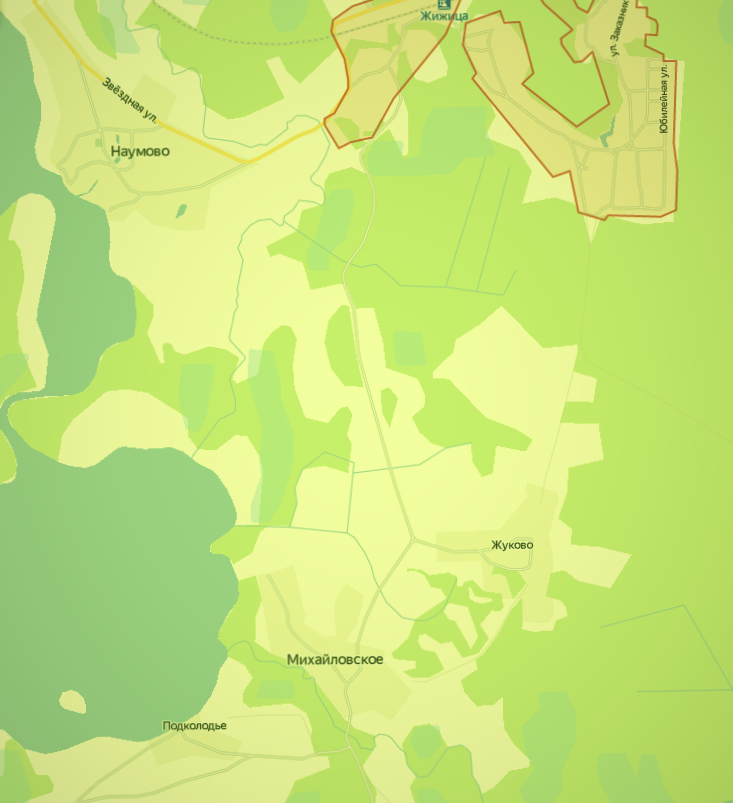 Жижица
ул. Заказник
Звёздная ул.
Юбилейная ул.
Наумово
Жуково
Михайловское
Подколодье